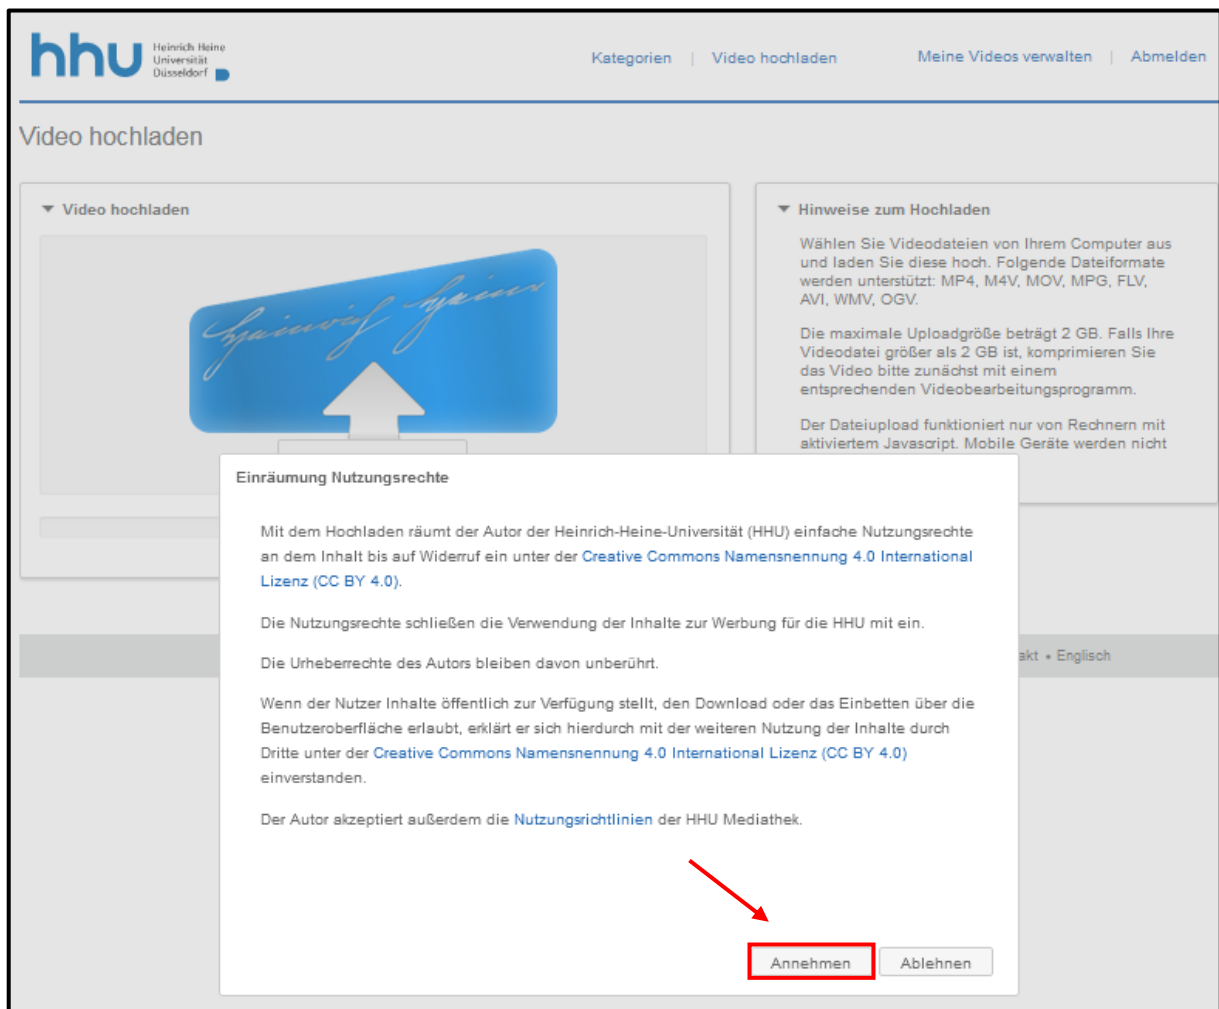 hhu
Heinrich Heine
Universität
Düsseldorf
Kategorien | Video hochladen
Meine Videos verwalten | Abmelden
Video hochladen
Video hochladen
Heinrich Heine
Hinweise zum Hochladen
Wählen Sie Videodateien von Ihrem Computer aus
und laden Sie diese hoch. Folgende Dateiformate
werden unterstützt: MP4, M4V, MOV, MPG, FLV,
AVI, WMV, OGV.
Die maximale Uploadgröße beträgt 2 GB. Falls Ihre
Videodatei größer als 2 GB ist, komprimieren Sie
das Video bitte zunächst mit einem
entsprechenden Videobearbeitungsprogramm.
Der Dateiupload funktioniert nur von Rechnern mit
aktiviertem Javascript. Mobile Geräte werden nicht
Einräumung Nutzungsrechte
Mit dem Hochladen räumt der Autor der Heinrich-Heine-Universität (HHU) einfache Nutzungsrechte
an dem Inhalt bis auf Widerruf ein unter der Creative Commons Namensnennung 4.0 International
Lizenz (CC BY 4.0).
Die Nutzungsrechte schließen die Verwendung der Inhalte zur Werbung für die HHU mit ein.
Die Urheberrechte des Autors bleiben davon unberührt.
Wenn der Nutzer Inhalte öffentlich zur Verfügung stellt, den Download oder das Einbetten über die
Benutzeroberfläche erlaubt, erklärt er sich hierdurch mit der weiteren Nutzung der Inhalte durch
Dritte unter der Creative Commons Namensnennung 4.0 International Lizenz (CC BY 4.0)
einverstanden.
Der Autor akzeptiert außerdem die Nutzungsrichtlinien der HHU Mediathek.
Annehmen
Ablehnen
akt • Englisch